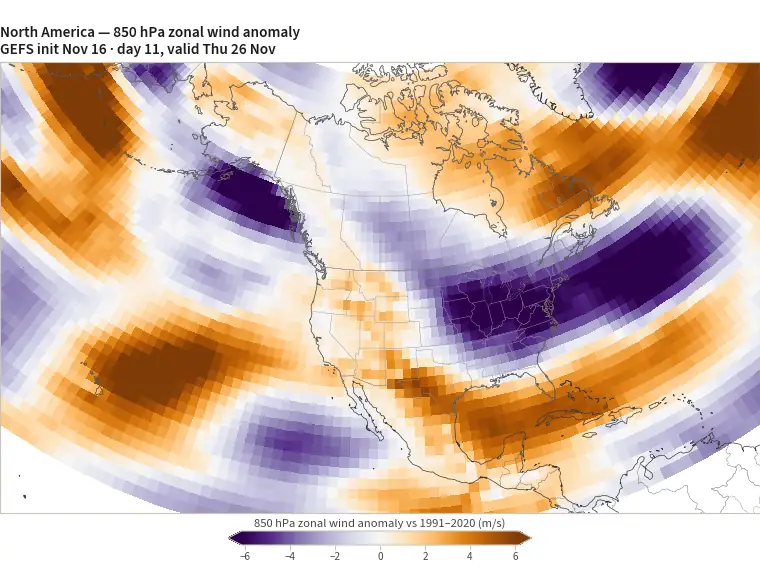 North America — 850 hPa zonal wind anomaly
GEFS init Nov 16 · day 11, valid Thu 26 Nov
850 hPa zonal wind anomaly vs 1991–2020 (m/s)
−6 −4 −2 0 2 4 6